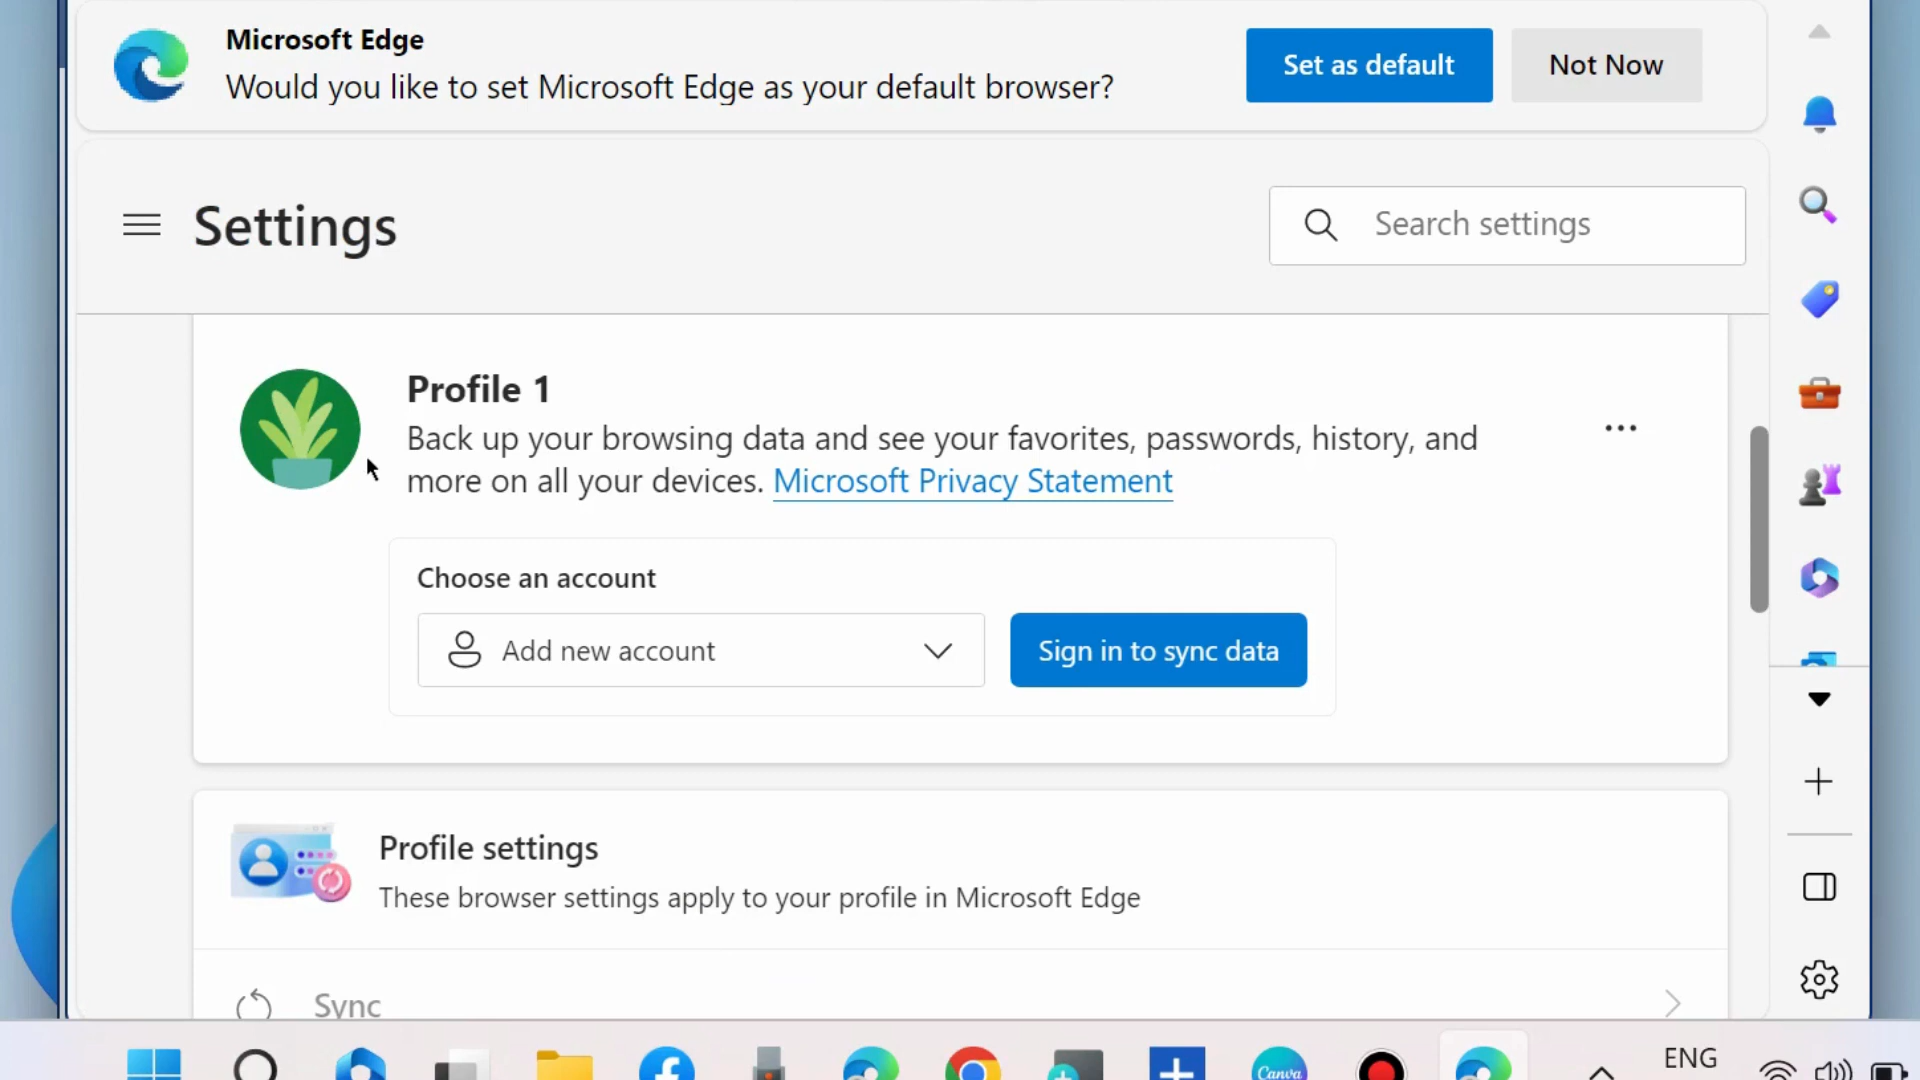 Microsoft Edge
Would you like to set Microsoft Edge as your default browser?
Set as default
Not Now
Settings
Search settings
Profile 1
Back up your browsing data and see your favorites, passwords, history, and
more on all your devices. Microsoft Privacy Statement
Choose an account
Add new account
Sign in to sync data
Profile settings
These browser settings apply to your profile in Microsoft Edge
Sync
Canva
ENG